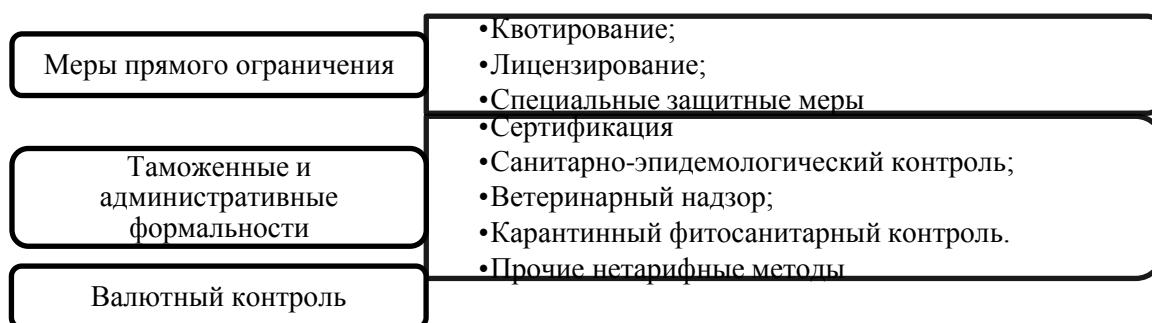 Меры прямого ограничения
•Квотирование;
•Лицензирование;
•Специальные защитные меры
Таможенные и
административные
формальности
•Сертификация
•Санитарно-эпидемологический контроль;
•Ветеринарный надзор;
•Карантинный фитосанитарный контроль.
•Прочие нетарифные методы
Валютный контроль